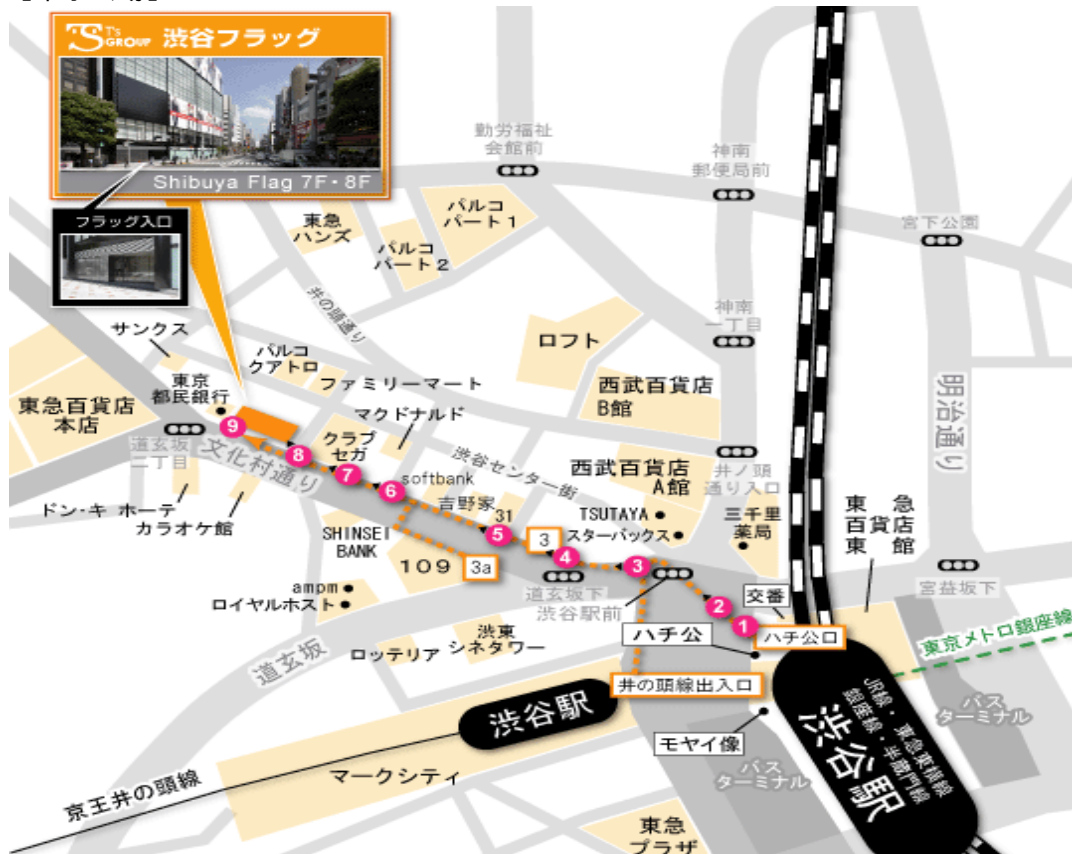 T's
TS GROUP 渋谷フラッグ
Shibuya Flag 7F・8F
フラッグ入口
勤労福祉
会館前
神南
郵便局前
宮下公園
パルコ
パート1
東急
ハンズ
パルコ
パート2
井の頭通り
神南
一丁目
明治通り
サンクス
パルコ
クアトロ
ロフト
ファミリーマート
東京
都民銀行
西武百貨店
B館
東急百貨店
本店
マクドナルド
9
道玄坂
二丁目
文化村通り
8
クラブ
セガ
7
渋谷センター街
softbank
6
西武百貨店
A館
井ノ頭
通り入口
吉野家
31
5
TSUTAYA
スターバックス
三千里
薬局
東急
百貨店
東館
ドン・キホーテ
カラオケ館
SHINSEI
BANK
3
4
3
109
3a
道玄坂下
渋谷駅前
宮益坂下
ampm
ロイヤルホスト
2
交番
1
ハチ公
ハチ公口
東京メトロ銀座線
道玄坂
ロッテリア
渋東
シネタワー
井の頭線出入口
渋谷駅
モヤイ像
JR線・東急東横線
銀座線・半蔵門線
渋谷駅
バス
ターミナル
バス
ターミナル
京王井の頭線
マークシティ
東急
プラザ